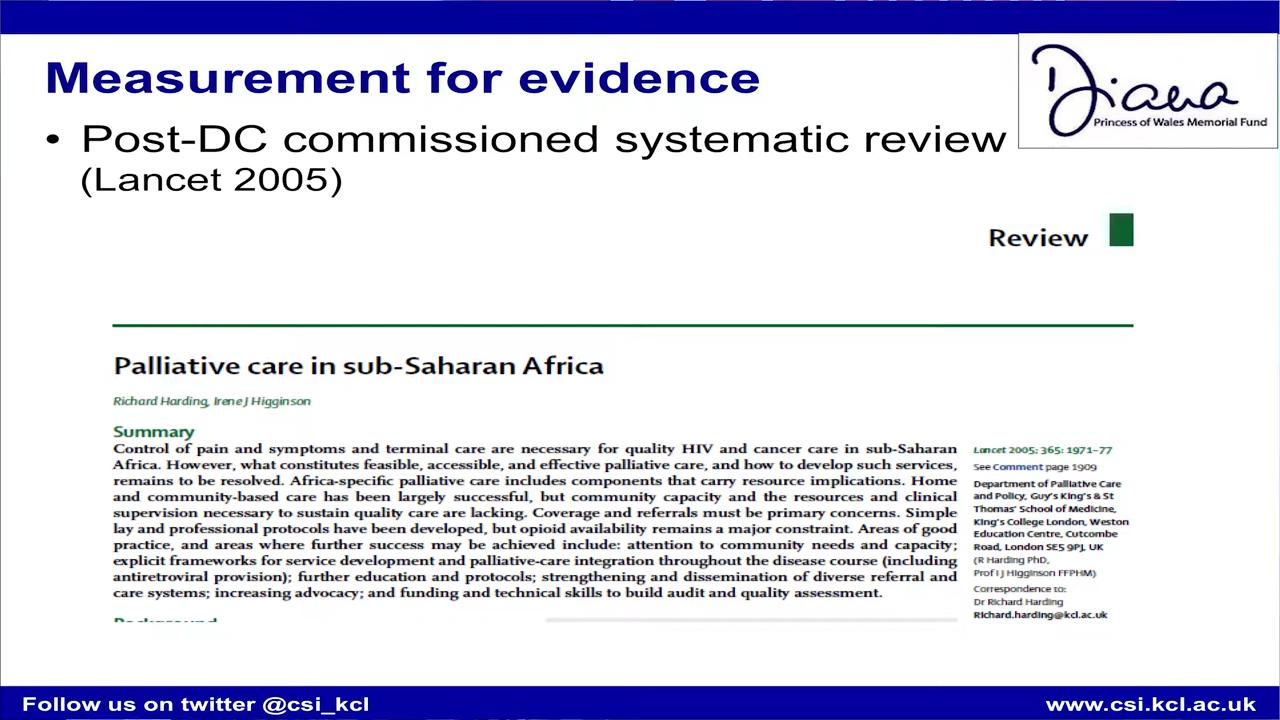 Measurement for evidence
Diana
Princess of Wales Memorial Fund
• Post-DC commissioned systematic review
(Lancet 2005)
Review
Palliative care in sub-Saharan Africa
Richard Harding, Irene J Higginson
Summary
Control of pain and symptoms and terminal care are necessary for quality HIV and cancer care in sub-Saharan
Africa. However, what constitutes feasible, accessible, and effective palliative care, and how to develop such services,
remains to be resolved. Africa-specific palliative care includes components that carry resource implications. Home
and community-based care has been largely successful, but community capacity and the resources and clinical
supervision necessary to sustain quality care are lacking. Coverage and referrals must be primary concerns. Simple
lay and professional protocols have been developed, but opioid availability remains a major constraint. Areas of good
practice, and areas where further success may be achieved include: attention to community needs and capacity;
explicit frameworks for service development and palliative-care integration throughout the disease course (including
antiretroviral provision); further education and protocols; strengthening and dissemination of diverse referral and
care systems; increasing advocacy; and funding and technical skills to build audit and quality assessment.
Background
Lancet 2005; 365: 1971–77
See Comment page 1909
Department of Palliative Care
and Policy, Guy's King's & St
Thomas' School of Medicine,
King's College London, Weston
Education Centre, Cutcombe
Road, London SE5 9PJ, UK
(R Harding PhD,
Prof I J Higginson FFPHM)
Correspondence to:
Dr Richard Harding
Richard.harding@kcl.ac.uk
Follow us on twitter @csi_kcl
www.csi.kcl.ac.uk